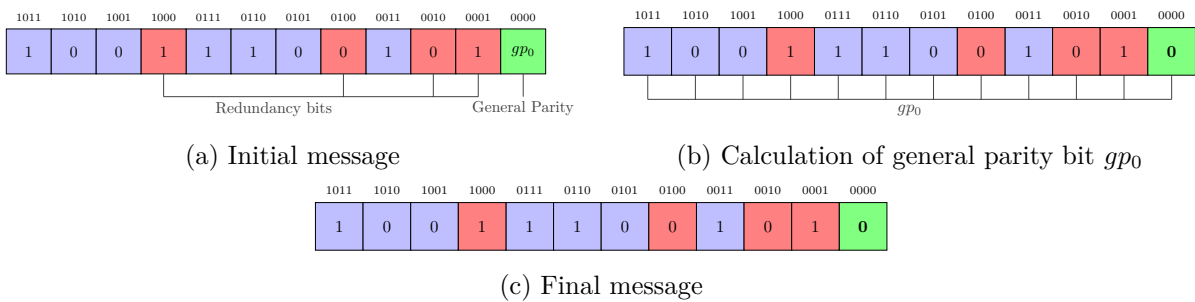 1011 1010 1001 1000 0111 0110 0101 0100 0011 0010 0001 0000
1 0 0 1 1 1 0 0 1 0 1 gp₀
Redundancy bits General Parity
(a) Initial message
1011 1010 1001 1000 0111 0110 0101 0100 0011 0010 0001 0000
1 0 0 1 1 1 0 0 1 0 1 0
gp₀
(b) Calculation of general parity bit gp₀
1011 1010 1001 1000 0111 0110 0101 0100 0011 0010 0001 0000
1 0 0 1 1 1 0 0 1 0 1 0
(c) Final message